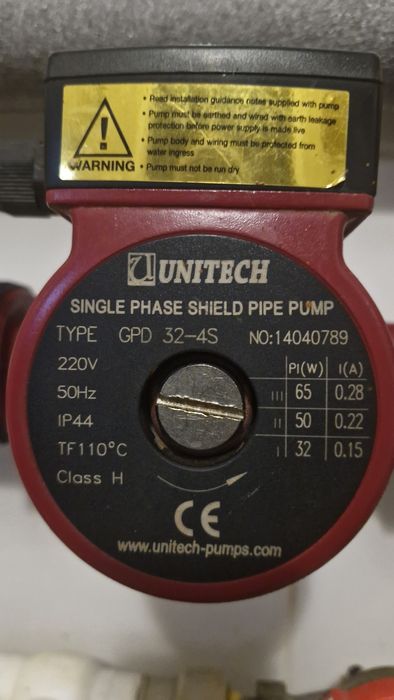 • Read installation guidance notes supplied with pump
• Pump must be earthed and wired with earth leakage
protection before power supply is made live
• Pump body and wiring must be protected from
water ingress
WARNING • Pump must not be run dry
UNITECH
SINGLE PHASE SHIELD PIPE PUMP
TYPE GPD 32-4S NO:14040789
220V PI(W) I(A)
50Hz III 65 0.28
IP44 II 50 0.22
TF110°C I 32 0.15
Class H
CE
www.unitech-pumps.com